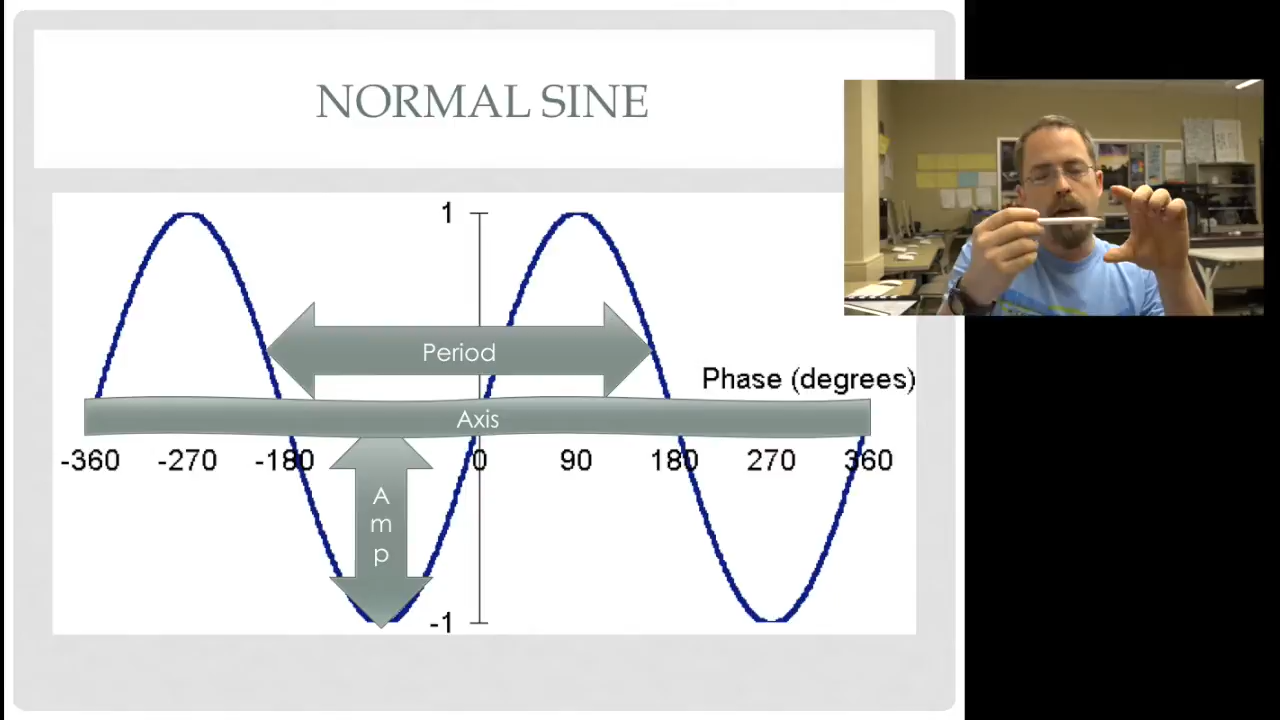 NORMAL SINE
1
Period
Phase (degrees)
Axis
-360 -270 -180 0 90 180 270 360
A
m
p
-1